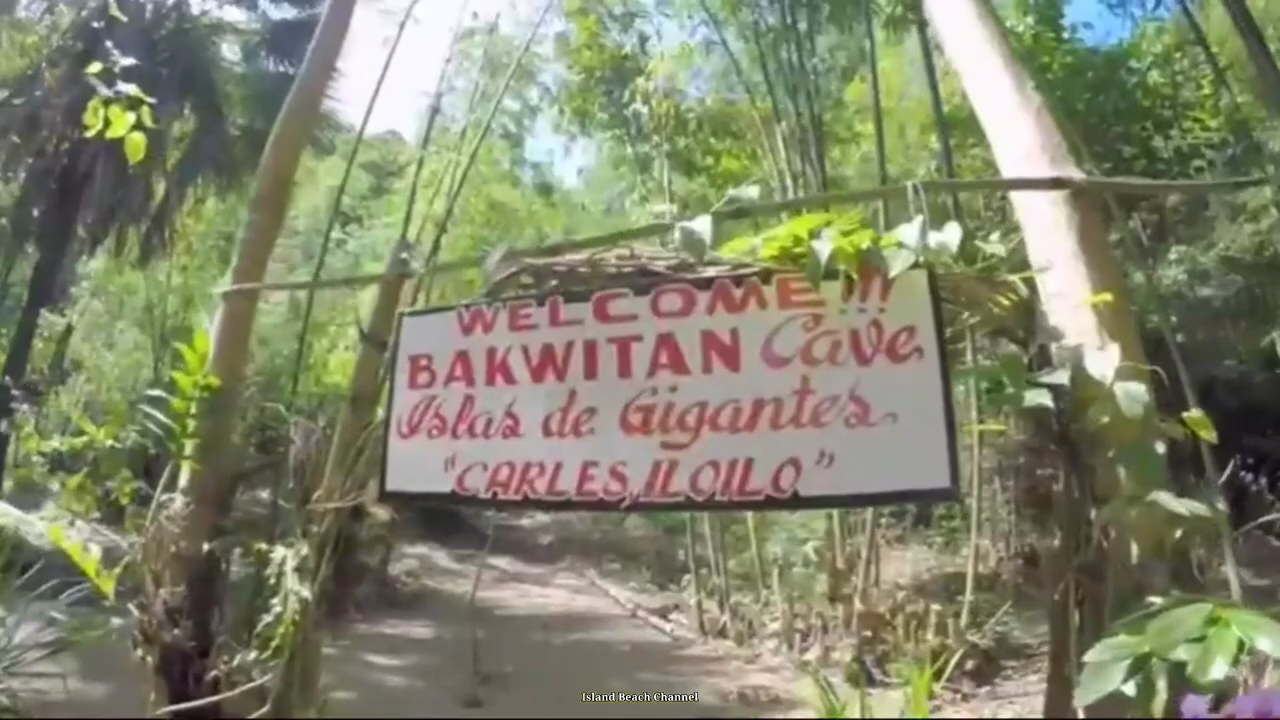 WELCOME!!!
BAKWITAN Cave
Islas de Gigantes
"CARLES, ILOILO"
Island Beach Channel